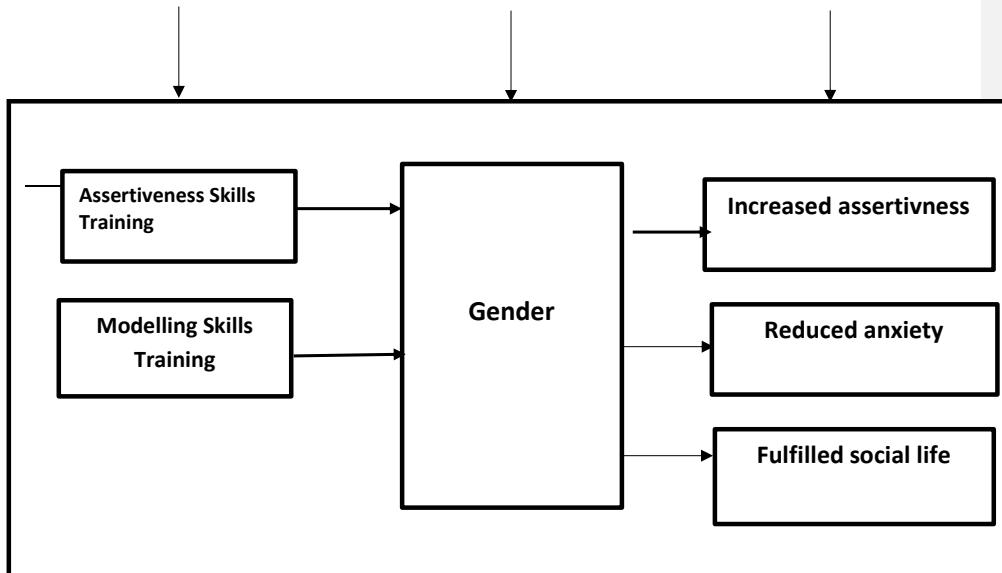 Assertiveness Skills
Training
Modelling Skills
Training
Gender
Increased assertivness
Reduced anxiety
Fulfilled social life